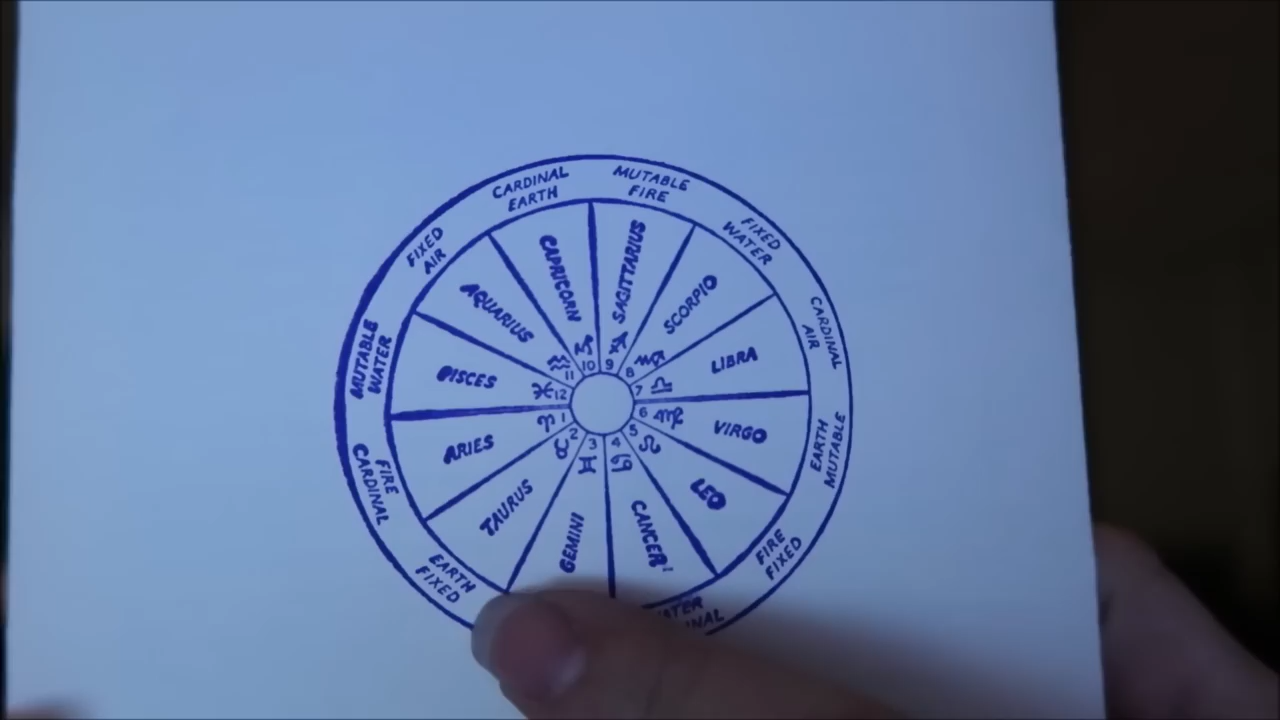 CARDINAL
EARTH
MUTABLE
FIRE
FIXED
WATER
CARDINAL
AIR
EARTH
MUTABLE
FIRE
FIXED
EARTH
FIXED
FIRE
CARDINAL
MUTABLE
WATER
FIXED
AIR
CAPRICORN
SAGITTARIUS
SCORPIO
LIBRA
VIRGO
LEO
CANCER
GEMINI
TAURUS
ARIES
PISCES
AQUARIUS
10
9
8
7
6
5
4
3
2
1
12
11